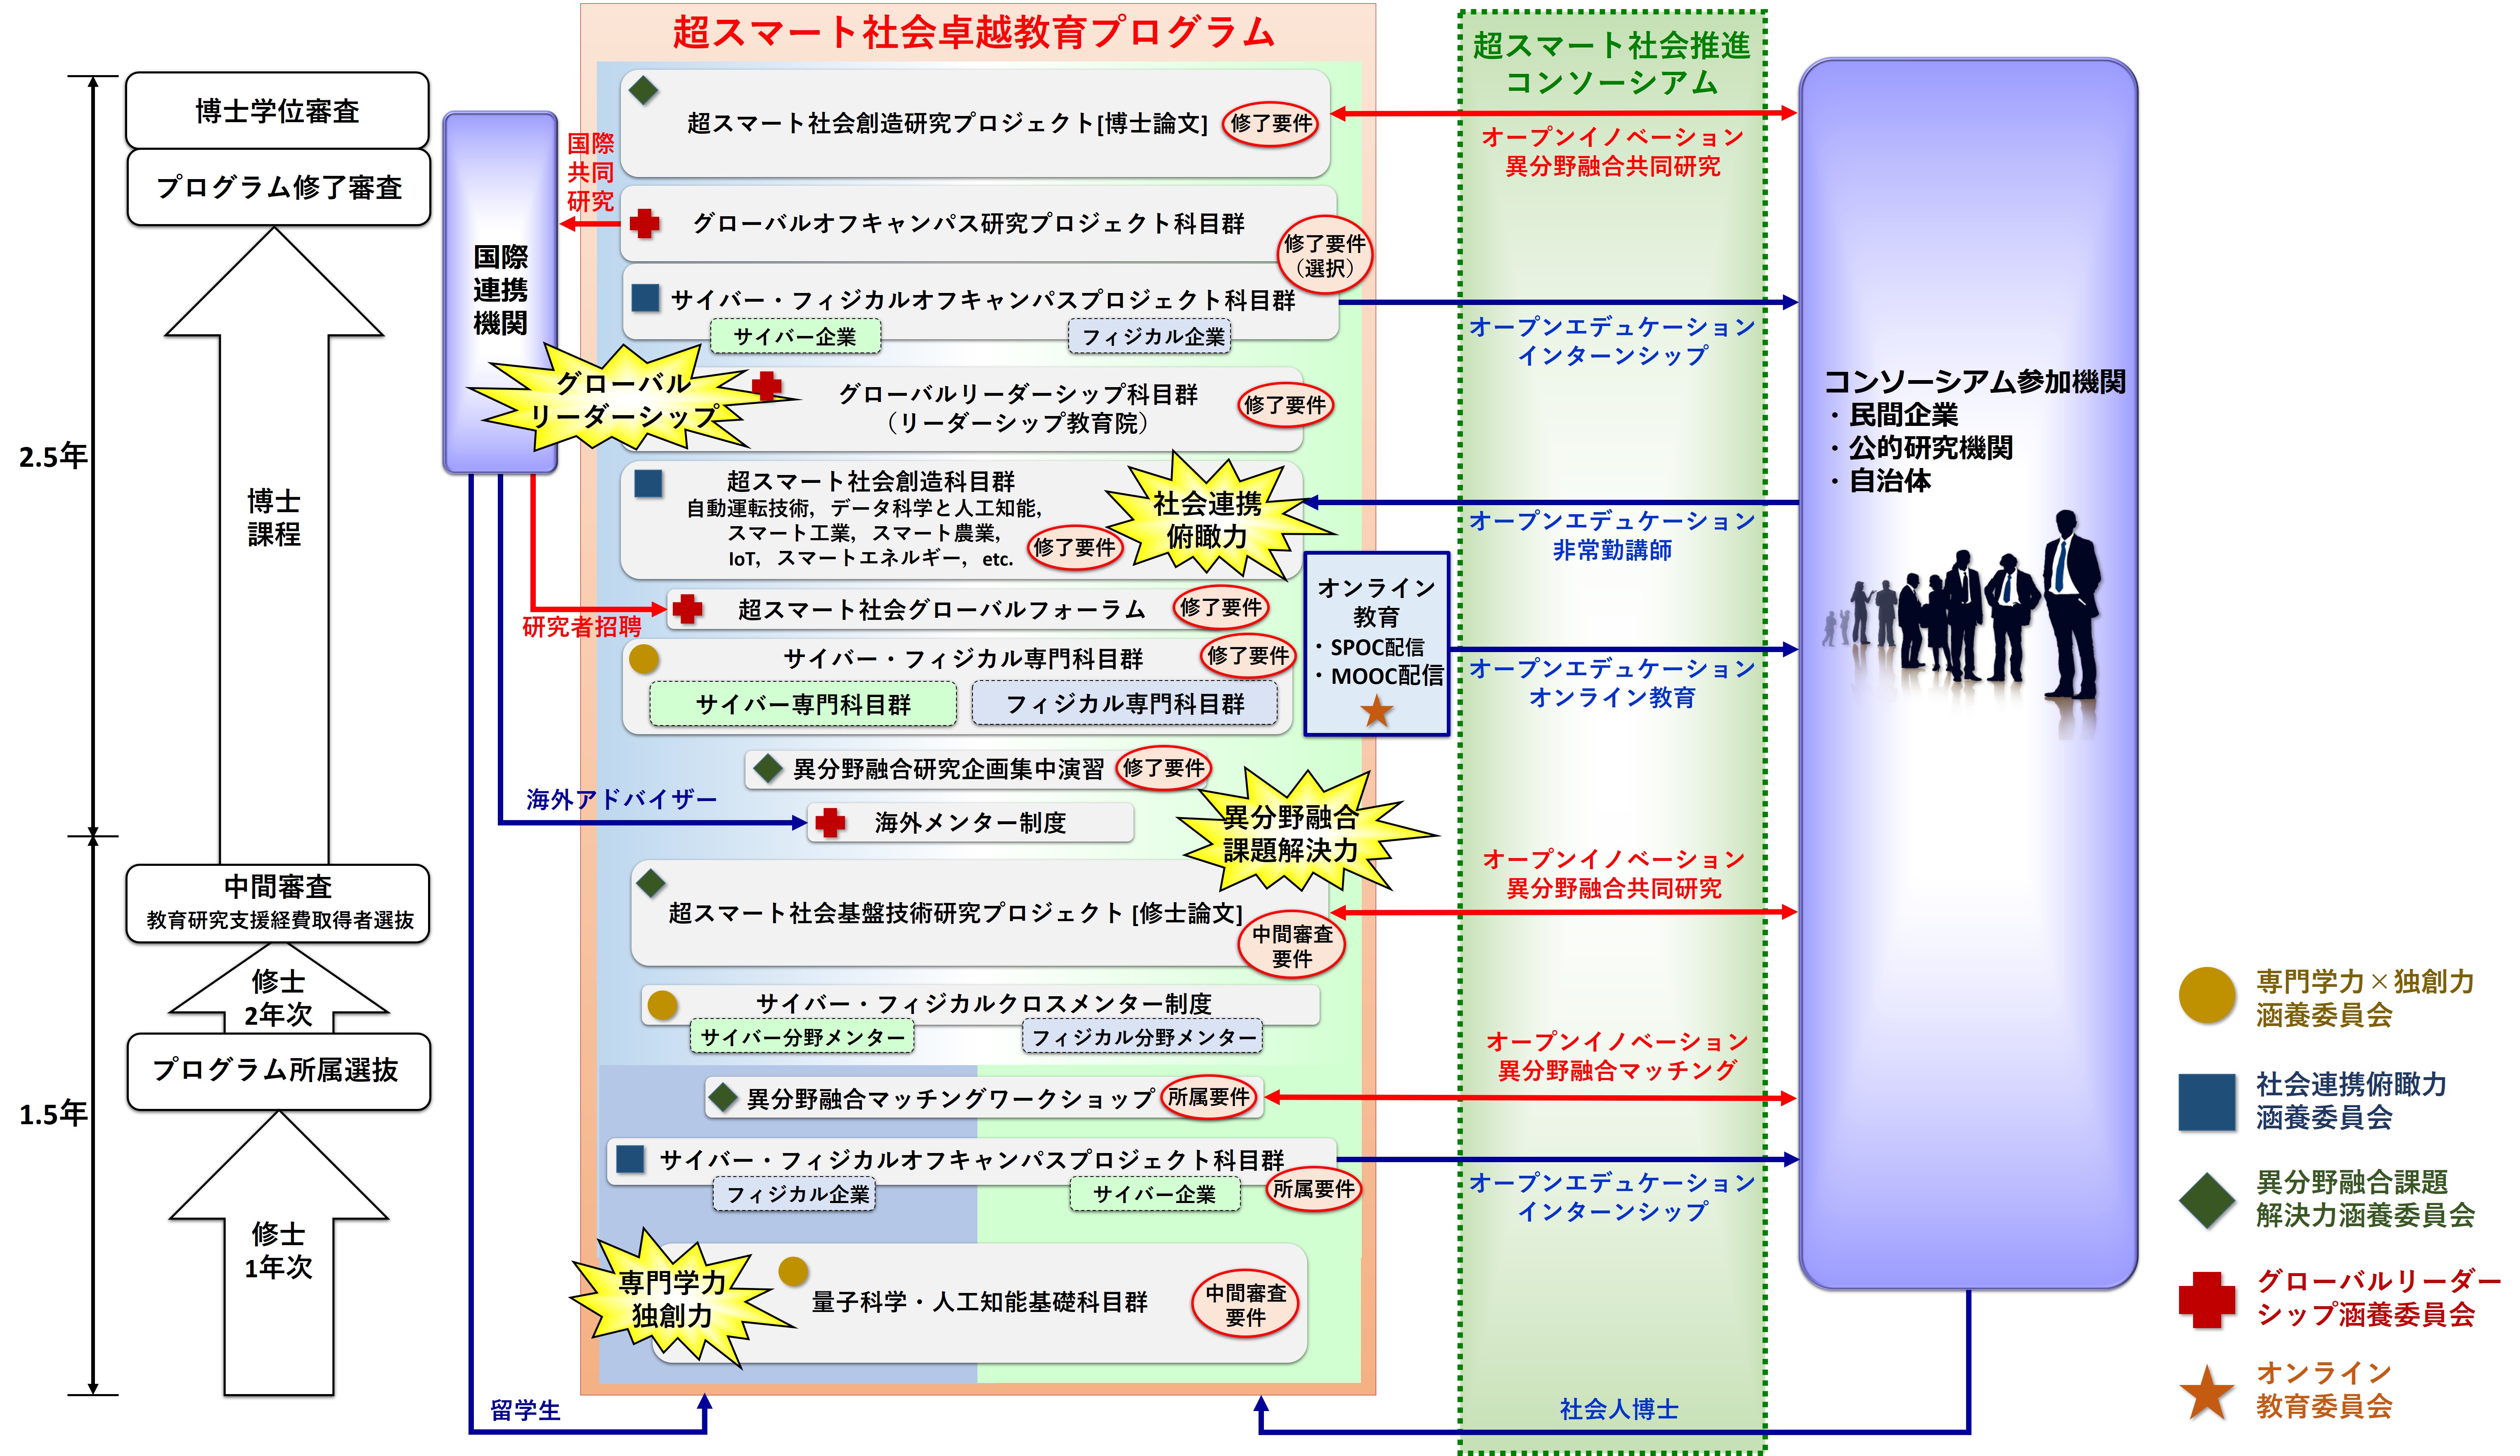 超スマート社会卓越教育プログラム
超スマート社会推進
コンソーシアム
2.5年
1.5年
博士学位審査
プログラム修了審査
博士
課程
中間審査
教育研究支援経費取得者選抜
修士
2年次
プログラム所属選抜
修士
1年次
国際
連携
機関
国際
共同
研究
研究者招聘
海外アドバイザー
留学生
超スマート社会創造研究プロジェクト[博士論文]
修了要件
グローバルオフキャンパス研究プロジェクト科目群
修了要件
（選択）
サイバー・フィジカルオフキャンパスプロジェクト科目群
サイバー企業
フィジカル企業
グローバル
リーダーシップ
グローバルリーダーシップ科目群
（リーダーシップ教育院）
修了要件
超スマート社会創造科目群
自動運転技術，データ科学と人工知能，
スマート工業，スマート農業，
IoT，スマートエネルギー，etc.
修了要件
社会連携
俯瞰力
超スマート社会グローバルフォーラム
修了要件
サイバー・フィジカル専門科目群
修了要件
サイバー専門科目群
フィジカル専門科目群
オンライン
教育
・SPOC配信
・MOOC配信
異分野融合研究企画集中演習
修了要件
海外メンター制度
異分野融合
課題解決力
超スマート社会基盤技術研究プロジェクト [修士論文]
中間審査
要件
サイバー・フィジカルクロスメンター制度
サイバー分野メンター
フィジカル分野メンター
異分野融合マッチングワークショップ
所属要件
サイバー・フィジカルオフキャンパスプロジェクト科目群
フィジカル企業
サイバー企業
所属要件
専門学力
独創力
量子科学・人工知能基礎科目群
中間審査
要件
オープンイノベーション
異分野融合共同研究
オープンエデュケーション
インターンシップ
オープンエデュケーション
非常勤講師
オープンエデュケーション
オンライン教育
オープンイノベーション
異分野融合共同研究
オープンイノベーション
異分野融合マッチング
オープンエデュケーション
インターンシップ
社会人博士
コンソーシアム参加機関
・民間企業
・公的研究機関
・自治体
専門学力×独創力
涵養委員会
社会連携俯瞰力
涵養委員会
異分野融合課題
解決力涵養委員会
グローバルリーダー
シップ涵養委員会
オンライン
教育委員会